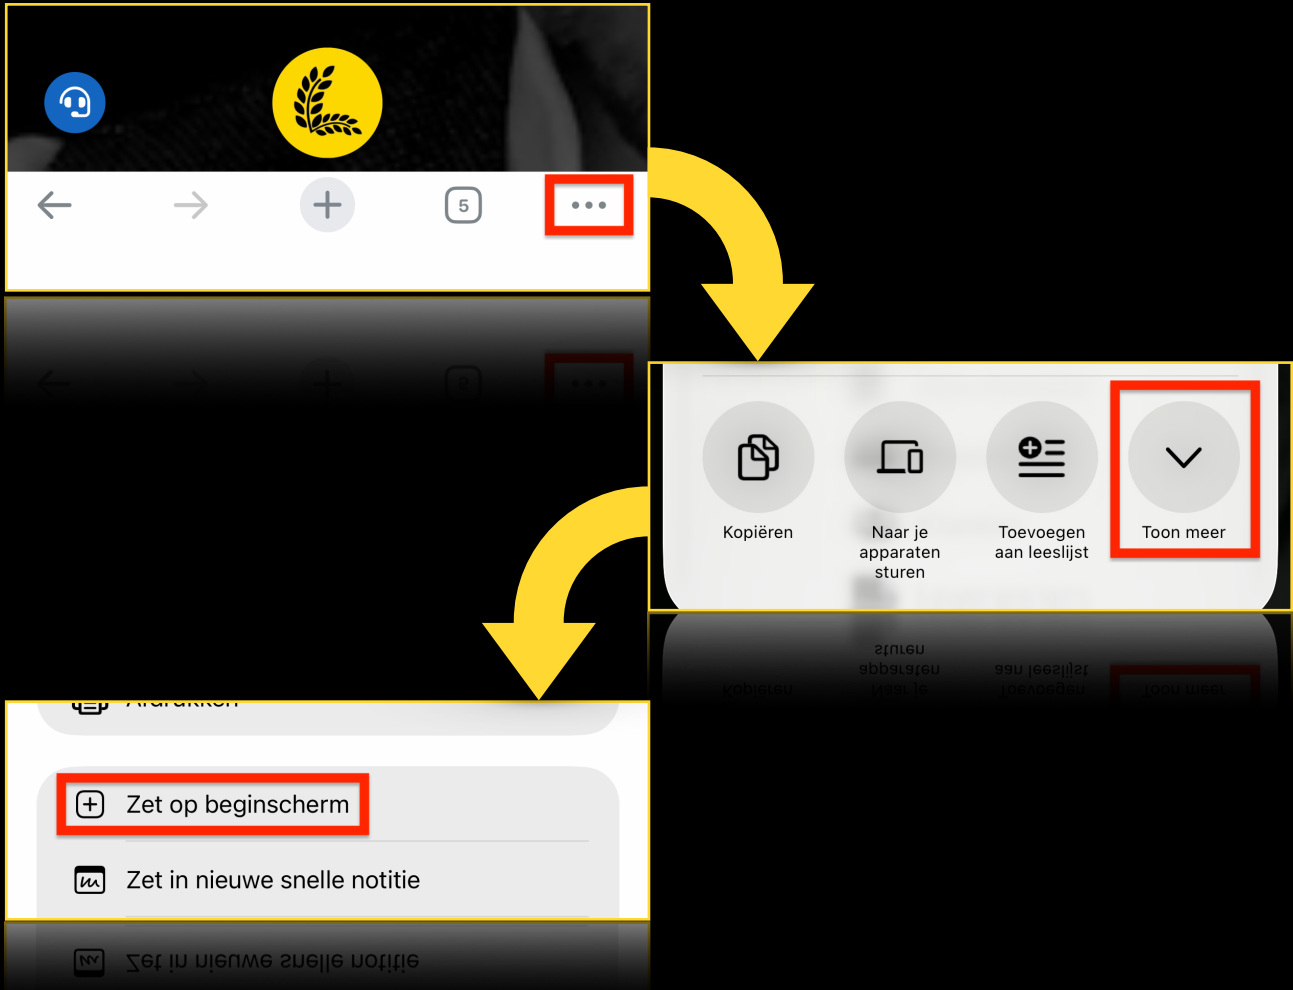 5
Kopiëren
Naar je
apparaten
sturen
Toevoegen
aan leeslijst
Toon meer
Afdrukken
Zet op beginscherm
Zet in nieuwe snelle notitie